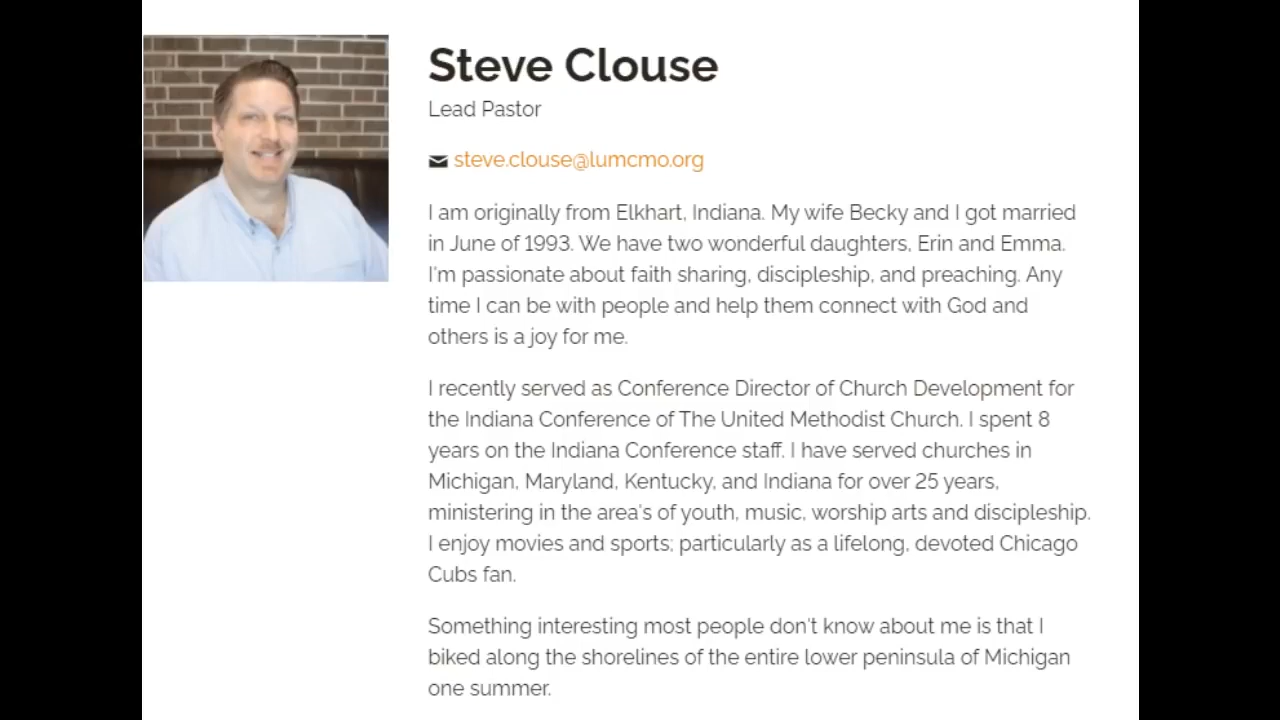 Steve Clouse
Lead Pastor
steve.clouse@lumcmo.org
I am originally from Elkhart, Indiana. My wife Becky and I got married
in June of 1993. We have two wonderful daughters, Erin and Emma.
I'm passionate about faith sharing, discipleship, and preaching. Any
time I can be with people and help them connect with God and
others is a joy for me.
I recently served as Conference Director of Church Development for
the Indiana Conference of The United Methodist Church. I spent 8
years on the Indiana Conference staff. I have served churches in
Michigan, Maryland, Kentucky, and Indiana for over 25 years,
ministering in the area's of youth, music, worship arts and discipleship.
I enjoy movies and sports; particularly as a lifelong, devoted Chicago
Cubs fan.
Something interesting most people don't know about me is that I
biked along the shorelines of the entire lower peninsula of Michigan
one summer.